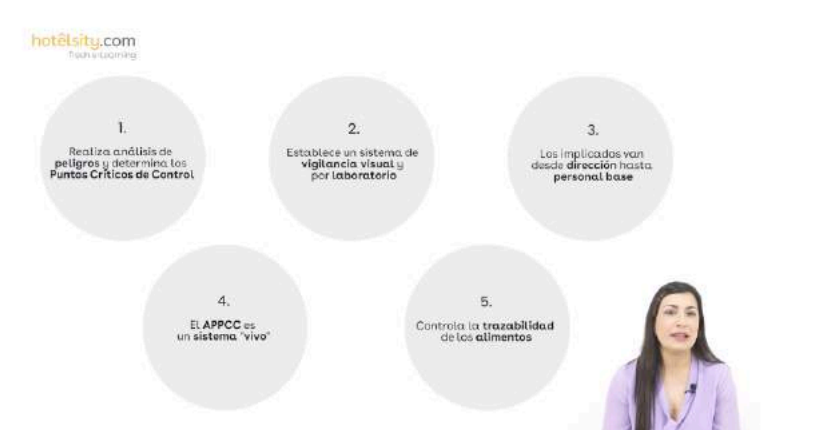 hotêlsity.com
1.
Realiza análisis de
peligros y determina los
Puntos Críticos de Control
2.
Establece un sistema de
vigilancia visual y
por laboratorio
3.
Los implicados van
desde dirección hasta
personal base
4.
El APPCC es
un sistema "vivo"
5.
Controla la trazabilidad
de los alimentos